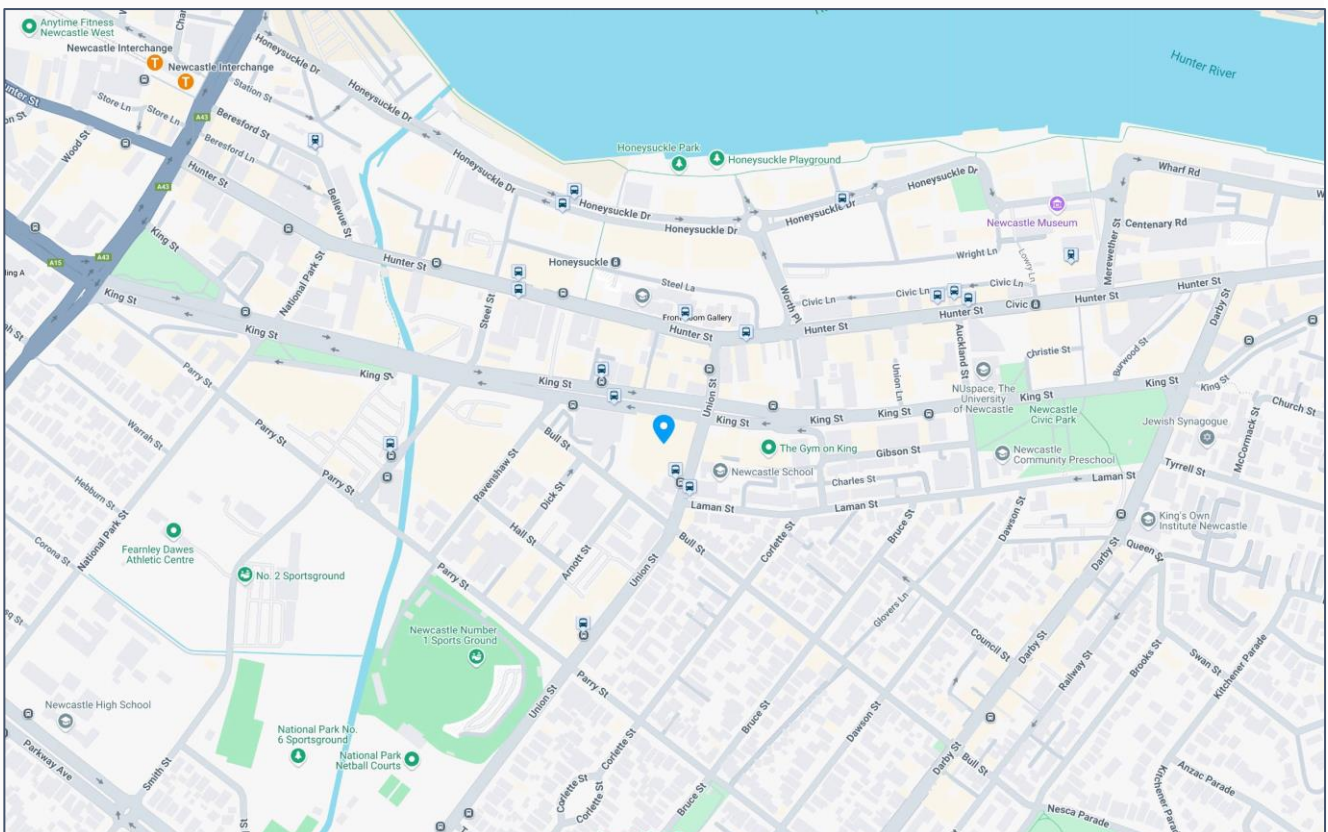 Anytime Fitness
Newcastle West
Newcastle Interchange
Newcastle Interchange
Hunter River
Honeysuckle Dr
Station St
Store Ln
Store Ln
Beresford St
Hunter St
Wood St
A43
Beresford Ln
Honeysuckle Dr
Honeysuckle Park
Honeysuckle Playground
Wharf Rd
Hunter St
Bellevue St
Honeysuckle Dr
Honeysuckle Dr
A43
Honeysuckle Dr
Honeysuckle Dr
Honeysuckle Dr
Newcastle Museum
Centenary Rd
Merewether St
King St
National Park St
Hunter St
Honeysuckle
Wright Ln
Lowry Ln
A15
A43
Steel La
Civic Ln
Civic Ln
Civic Ln
Hunter St
King St
Steel St
Worth Pl
Civic
Hunter St
Hunter St
Darby St
King St
Hunter St
Hunter St
Auckland St
Christie St
Burwood St
Parry St
King St
King St
Union St
Union Ln
NUspace, The
University
of Newcastle
King St
King St
King St
King St
King St
Newcastle
Civic Park
Church St
Warrah St
Parry St
Bull St
The Gym on King
Gibson St
Jewish Synagogue
McCormack St
Newcastle
Community Preschool
Tyrrell St
Ravenshaw St
Newcastle School
Charles St
Laman St
Hebburn St
Parry St
Dick St
Laman St
Laman St
Dawson St
King's Own
Institute Newcastle
National Park St
Corona St
Hall St
Bull St
Corlette St
Bruce St
Darby St
Queen St
Fearnley Dawes
Athletic Centre
Arnott St
Union St
No. 2 Sportsground
Parry St
Glovers Ln
Newcastle Number
1 Sports Ground
Council St
Darby St
Railway St
Brooks St
Swan St
Kitchener Parade
Newcastle High School
Parry St
Union St
Bruce St
Dawson St
National Park No.
6 Sportsground
National Park
Netball Courts
Corlette St
Darby St
Bull St
Parkway Ave
Smith St
Corlette St
Corlette St
Bruce St
Anzac Parade
Nesca Parade